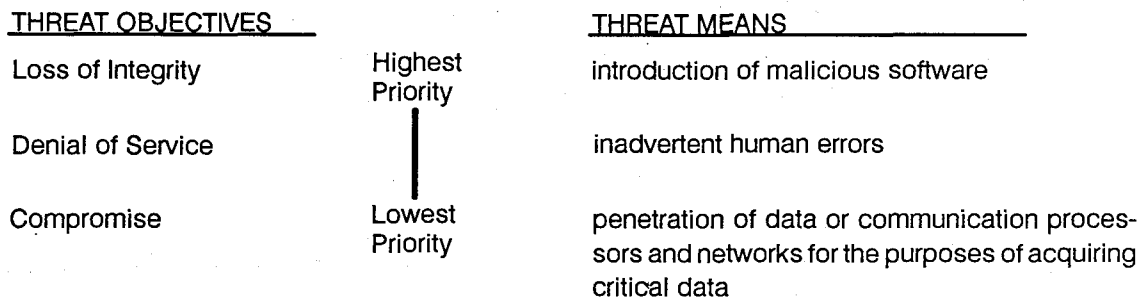 THREAT OBJECTIVES
THREAT MEANS
Loss of Integrity
Highest
Priority
introduction of malicious software
Denial of Service
inadvertent human errors
Compromise
Lowest
Priority
penetration of data or communication proces-
sors and networks for the purposes of acquiring
critical data